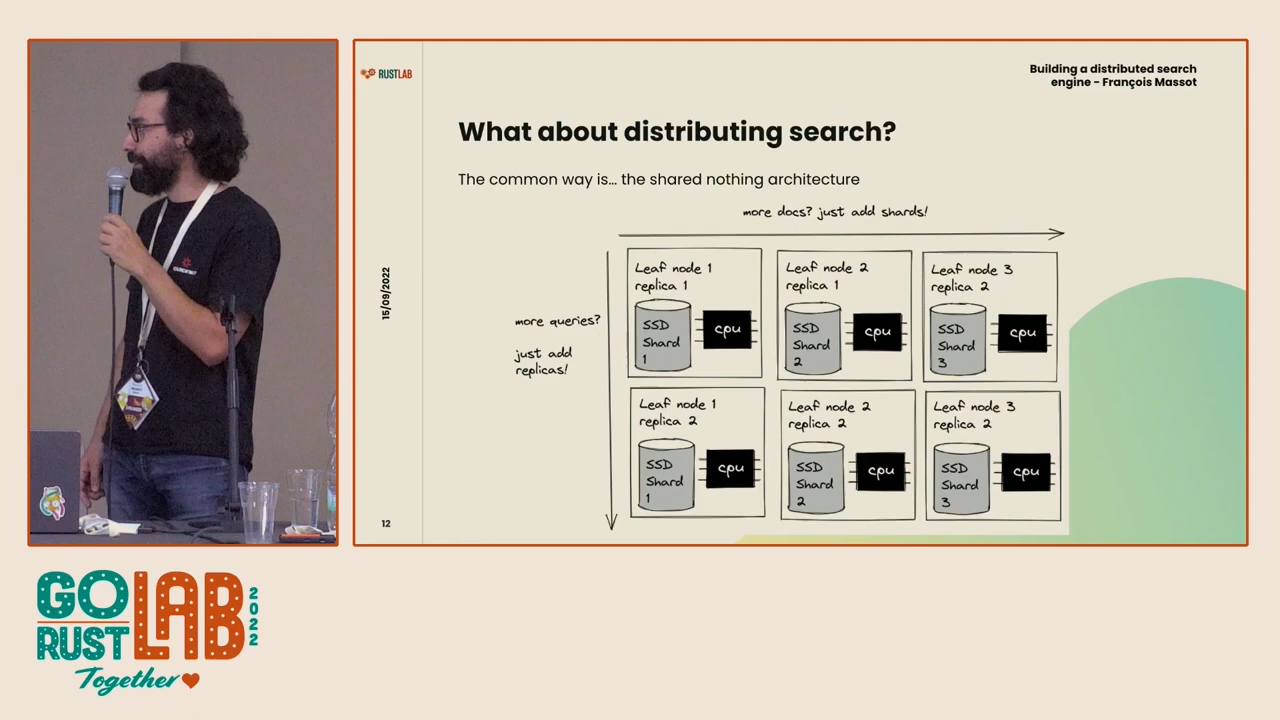 RUSTLAB
Building a distributed search
engine - François Massot
What about distributing search?
The common way is... the shared nothing architecture
more docs? just add shards!
15/09/2022
more queries?
just add
replicas!
Leaf node 1
replica 1
SSD
Shard
1
cpu
Leaf node 2
replica 1
SSD
Shard
2
cpu
Leaf node 3
replica 2
SSD
Shard
3
cpu
Leaf node 1
replica 2
SSD
Shard
1
cpu
Leaf node 2
replica 2
SSD
Shard
2
cpu
Leaf node 3
replica 2
SSD
Shard
3
cpu
12
GO
RUST
LAB
2022
Together